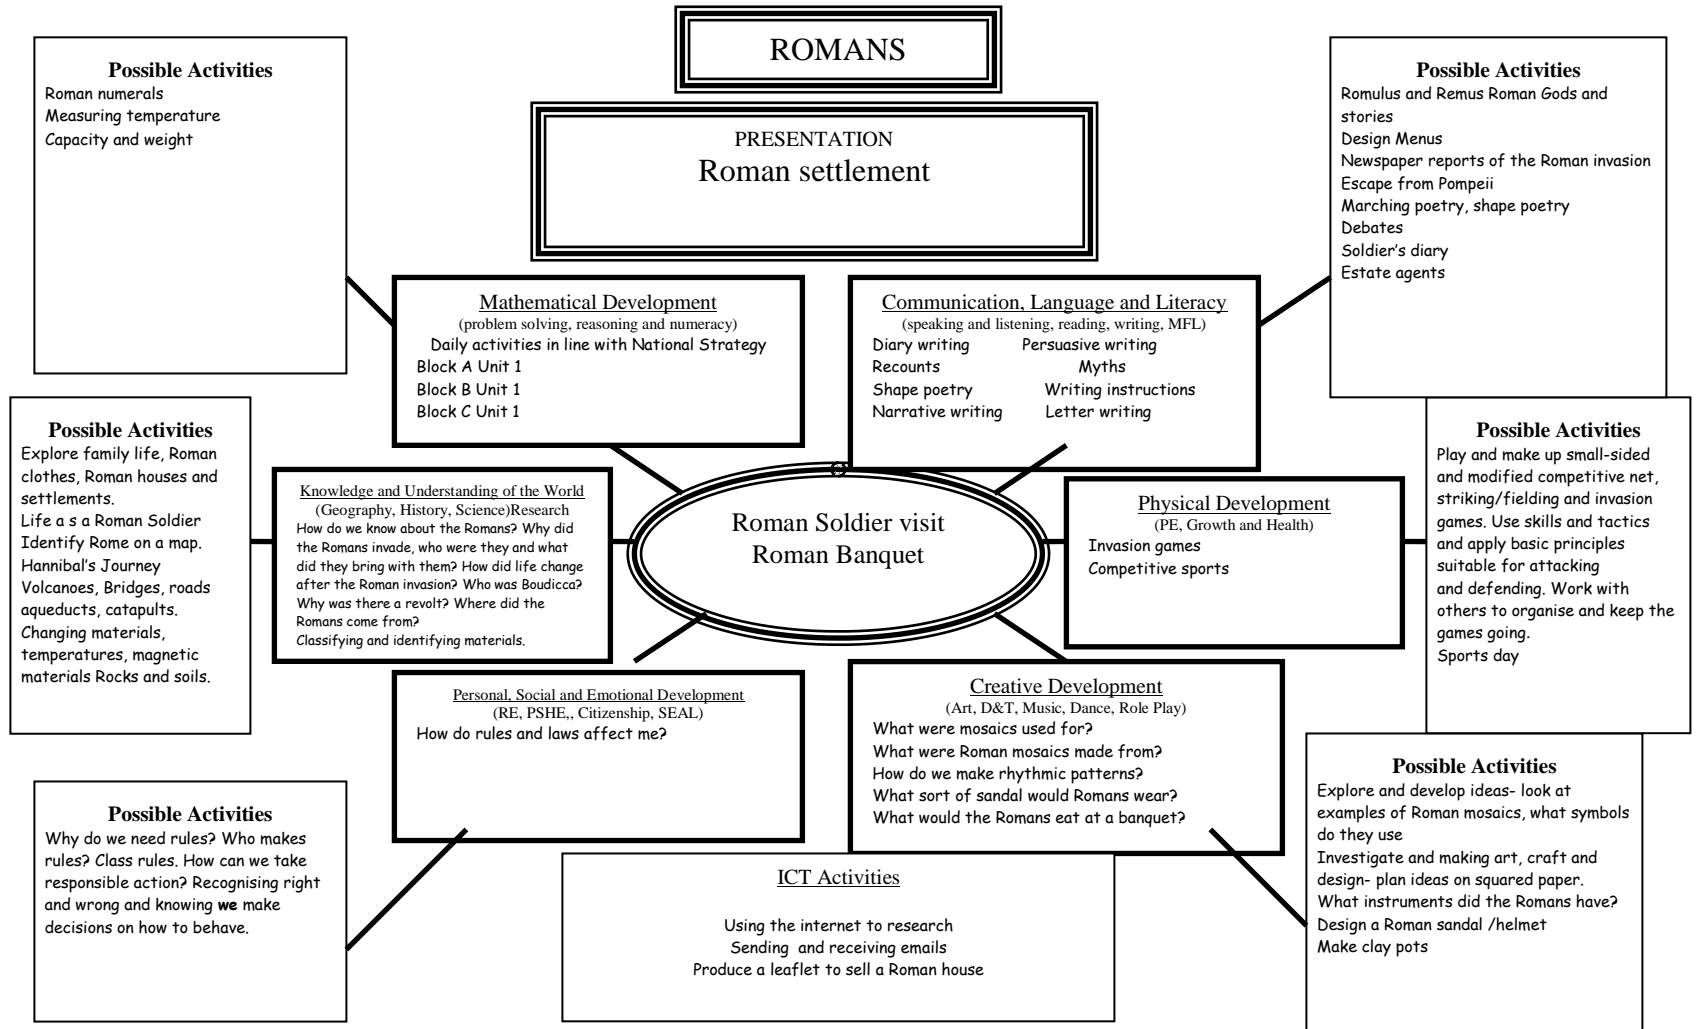 ROMANS
PRESENTATION
Roman settlement
Possible Activities
Roman numerals
Measuring temperature
Capacity and weight
Possible Activities
Romulus and Remus Roman Gods and
stories
Design Menus
Newspaper reports of the Roman invasion
Escape from Pompeii
Marching poetry, shape poetry
Debates
Soldier's diary
Estate agents
Mathematical Development
(problem solving, reasoning and numeracy)
Daily activities in line with National Strategy
Block A Unit 1
Block B Unit 1
Block C Unit 1
Communication, Language and Literacy
(speaking and listening, reading, writing, MFL)
Diary writing Persuasive writing
Recounts Myths
Shape poetry Writing instructions
Narrative writing Letter writing
Possible Activities
Explore family life, Roman
clothes, Roman houses and
settlements.
Life a s a Roman Soldier
Identify Rome on a map.
Hannibal's Journey
Volcanoes, Bridges, roads
aqueducts, catapults.
Changing materials,
temperatures, magnetic
materials Rocks and soils.
Knowledge and Understanding of the World
(Geography, History, Science)Research
How do we know about the Romans? Why did
the Romans invade, who were they and what
did they bring with them? How did life change
after the Roman invasion? Who was Boudicca?
Why was there a revolt? Where did the
Romans come from?
Classifying and identifying materials.
Roman Soldier visit
Roman Banquet
Physical Development
(PE, Growth and Health)
Invasion games
Competitive sports
Possible Activities
Play and make up small-sided
and modified competitive net,
striking/fielding and invasion
games. Use skills and tactics
and apply basic principles
suitable for attacking
and defending. Work with
others to organise and keep the
games going.
Sports day
Personal, Social and Emotional Development
(RE, PSHE,, Citizenship, SEAL)
How do rules and laws affect me?
Creative Development
(Art, D&T, Music, Dance, Role Play)
What were mosaics used for?
What were Roman mosaics made from?
How do we make rhythmic patterns?
What sort of sandal would Romans wear?
What would the Romans eat at a banquet?
Possible Activities
Why do we need rules? Who makes
rules? Class rules. How can we take
responsible action? Recognising right
and wrong and knowing we make
decisions on how to behave.
ICT Activities
Using the internet to research
Sending and receiving emails
Produce a leaflet to sell a Roman house
Possible Activities
Explore and develop ideas- look at
examples of Roman mosaics, what symbols
do they use
Investigate and making art, craft and
design- plan ideas on squared paper.
What instruments did the Romans have?
Design a Roman sandal /helmet
Make clay pots